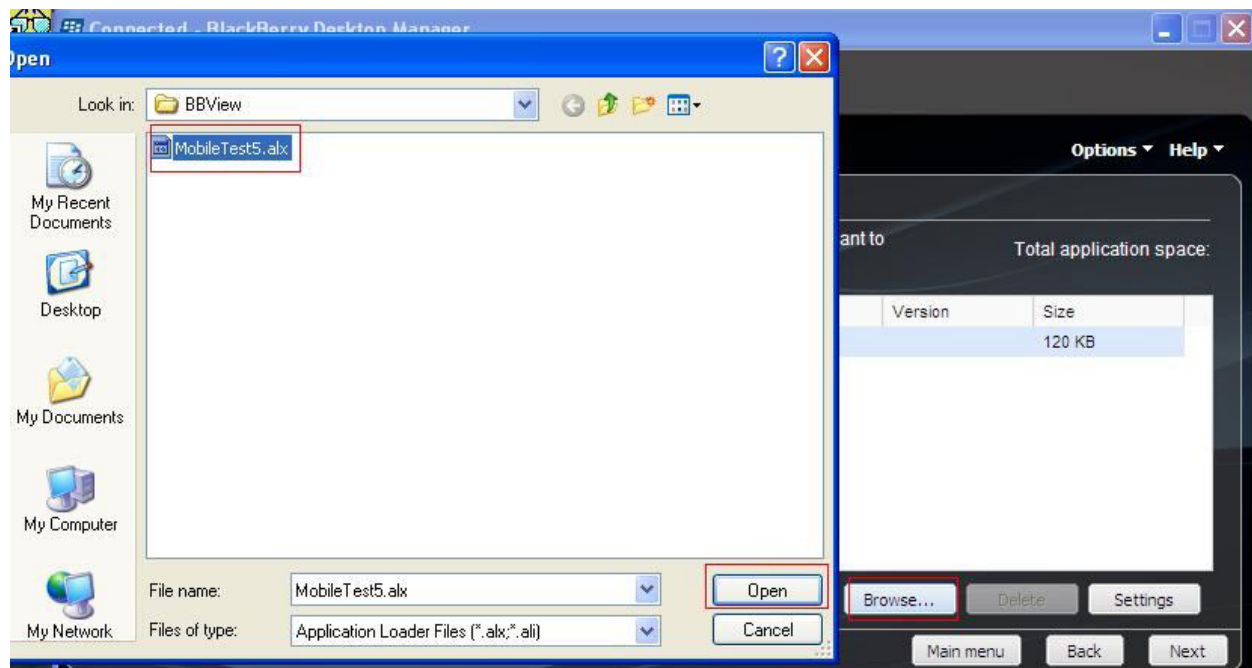 Connected - BlackBerry Desktop Manager
Open
Look in:
BBView
MobileTest5.alx
My Recent
Documents
Desktop
My Documents
My Computer
My Network
File name:
MobileTest5.alx
Open
Files of type:
Application Loader Files (*.alx;*.ali)
Cancel
Options
Help
ant to
Total application space:
Version
Size
120 KB
Browse...
Delete
Settings
Main menu
Back
Next